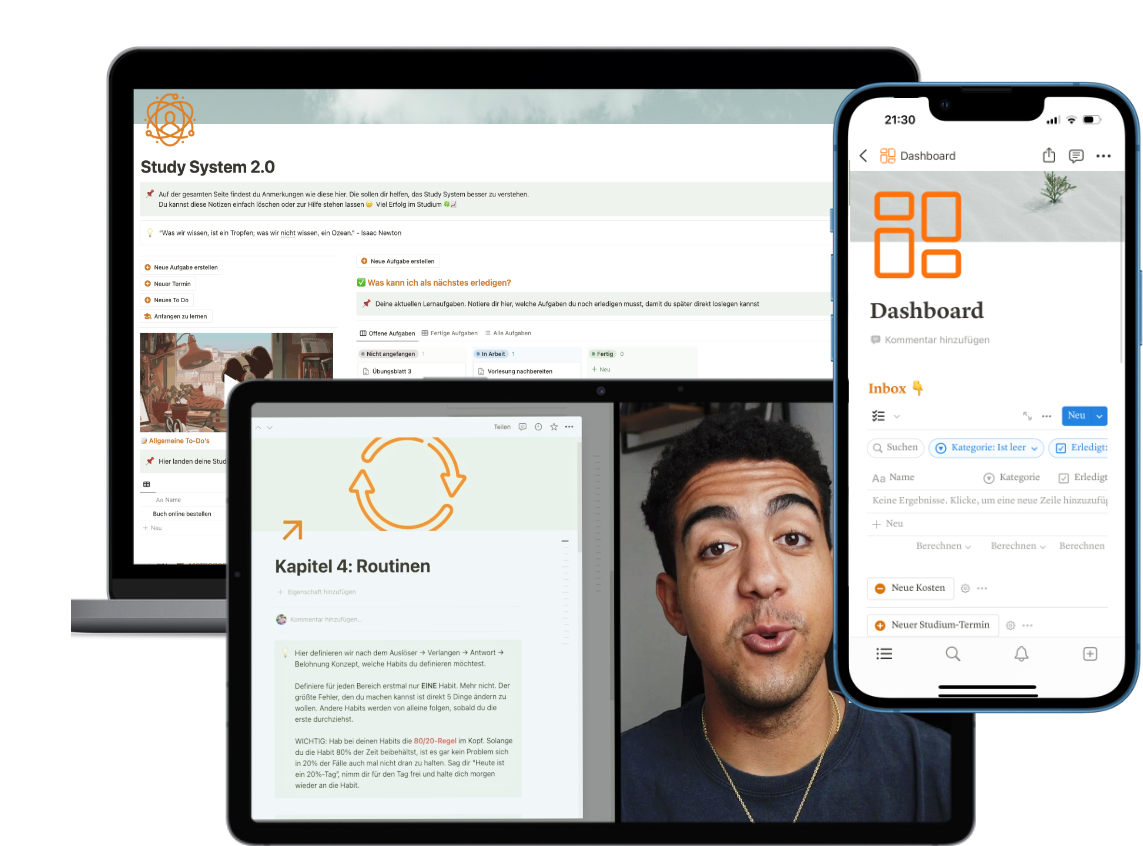 Study System 2.0
Auf der gesamten Seite findest du Anmerkungen wie diese hier. Die sollen dir helfen, das Study System besser zu verstehen.
Du kannst diese Notizen einfach löschen oder zur Hilfe stehen lassen 😊 Viel Erfolg im Studium 🍀📈
"Was wir wissen, ist ein Tropfen; was wir nicht wissen, ein Ozean." - Isaac Newton
Neue Aufgabe erstellen
Neuer Termin
Neues To Do
Anfangen zu lernen
Allgemeine To-Do's
Hier landen deine Stud
Aa Name
Buch online bestellen
+ Neu
Neue Aufgabe erstellen
✅ Was kann ich als nächstes erledigen?
Deine aktuellen Lernaufgaben. Notiere dir hier, welche Aufgaben du noch erledigen musst, damit du später direkt loslegen kannst
Offene Aufgaben Fertige Aufgaben Alle Aufgaben
Nicht angefangen 1 In Arbeit 1 Fertig 0
Übungsblatt 3 Vorlesung nachbereiten + Neu
Teilen
Kapitel 4: Routinen
+ Eigenschaft hinzufügen
Kommentar hinzufügen...
Hier definieren wir nach dem Auslöser → Verlangen → Antwort →
Belohnung Konzept, welche Habits du definieren möchtest.
Definiere für jeden Bereich erstmal nur EINE Habit. Mehr nicht. Der
größte Fehler, den du machen kannst ist direkt 5 Dinge ändern zu
wollen. Andere Habits werden von alleine folgen, sobald du die
erste durchziehst.
WICHTIG: Hab bei deinen Habits die 80/20-Regel im Kopf. Solange
du die Habit 80% der Zeit beibehältst, ist es gar kein Problem sich
in 20% der Fälle auch mal nicht dran zu halten. Sag dir "Heute ist
ein 20%-Tag", nimm dir für den Tag frei und halte dich morgen
wieder an die Habit.
21:30
Dashboard
Dashboard
Kommentar hinzufügen
Inbox 👇
Neu
Suchen Kategorie: Ist leer Erledigt:
Aa Name Kategorie Erledigt
Keine Ergebnisse. Klicke, um eine neue Zeile hinzuzufüg
+ Neu
Berechnen Berechnen Berechnen
Neue Kosten
Neuer Studium-Termin